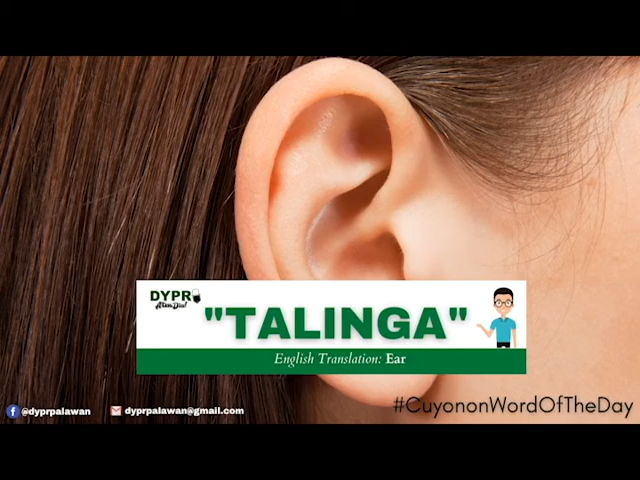 DYPR
"TALINGA"
English Translation: Ear
@dyprpalawan
dyprpalawan@gmail.com
#CuyononWordOfTheDay